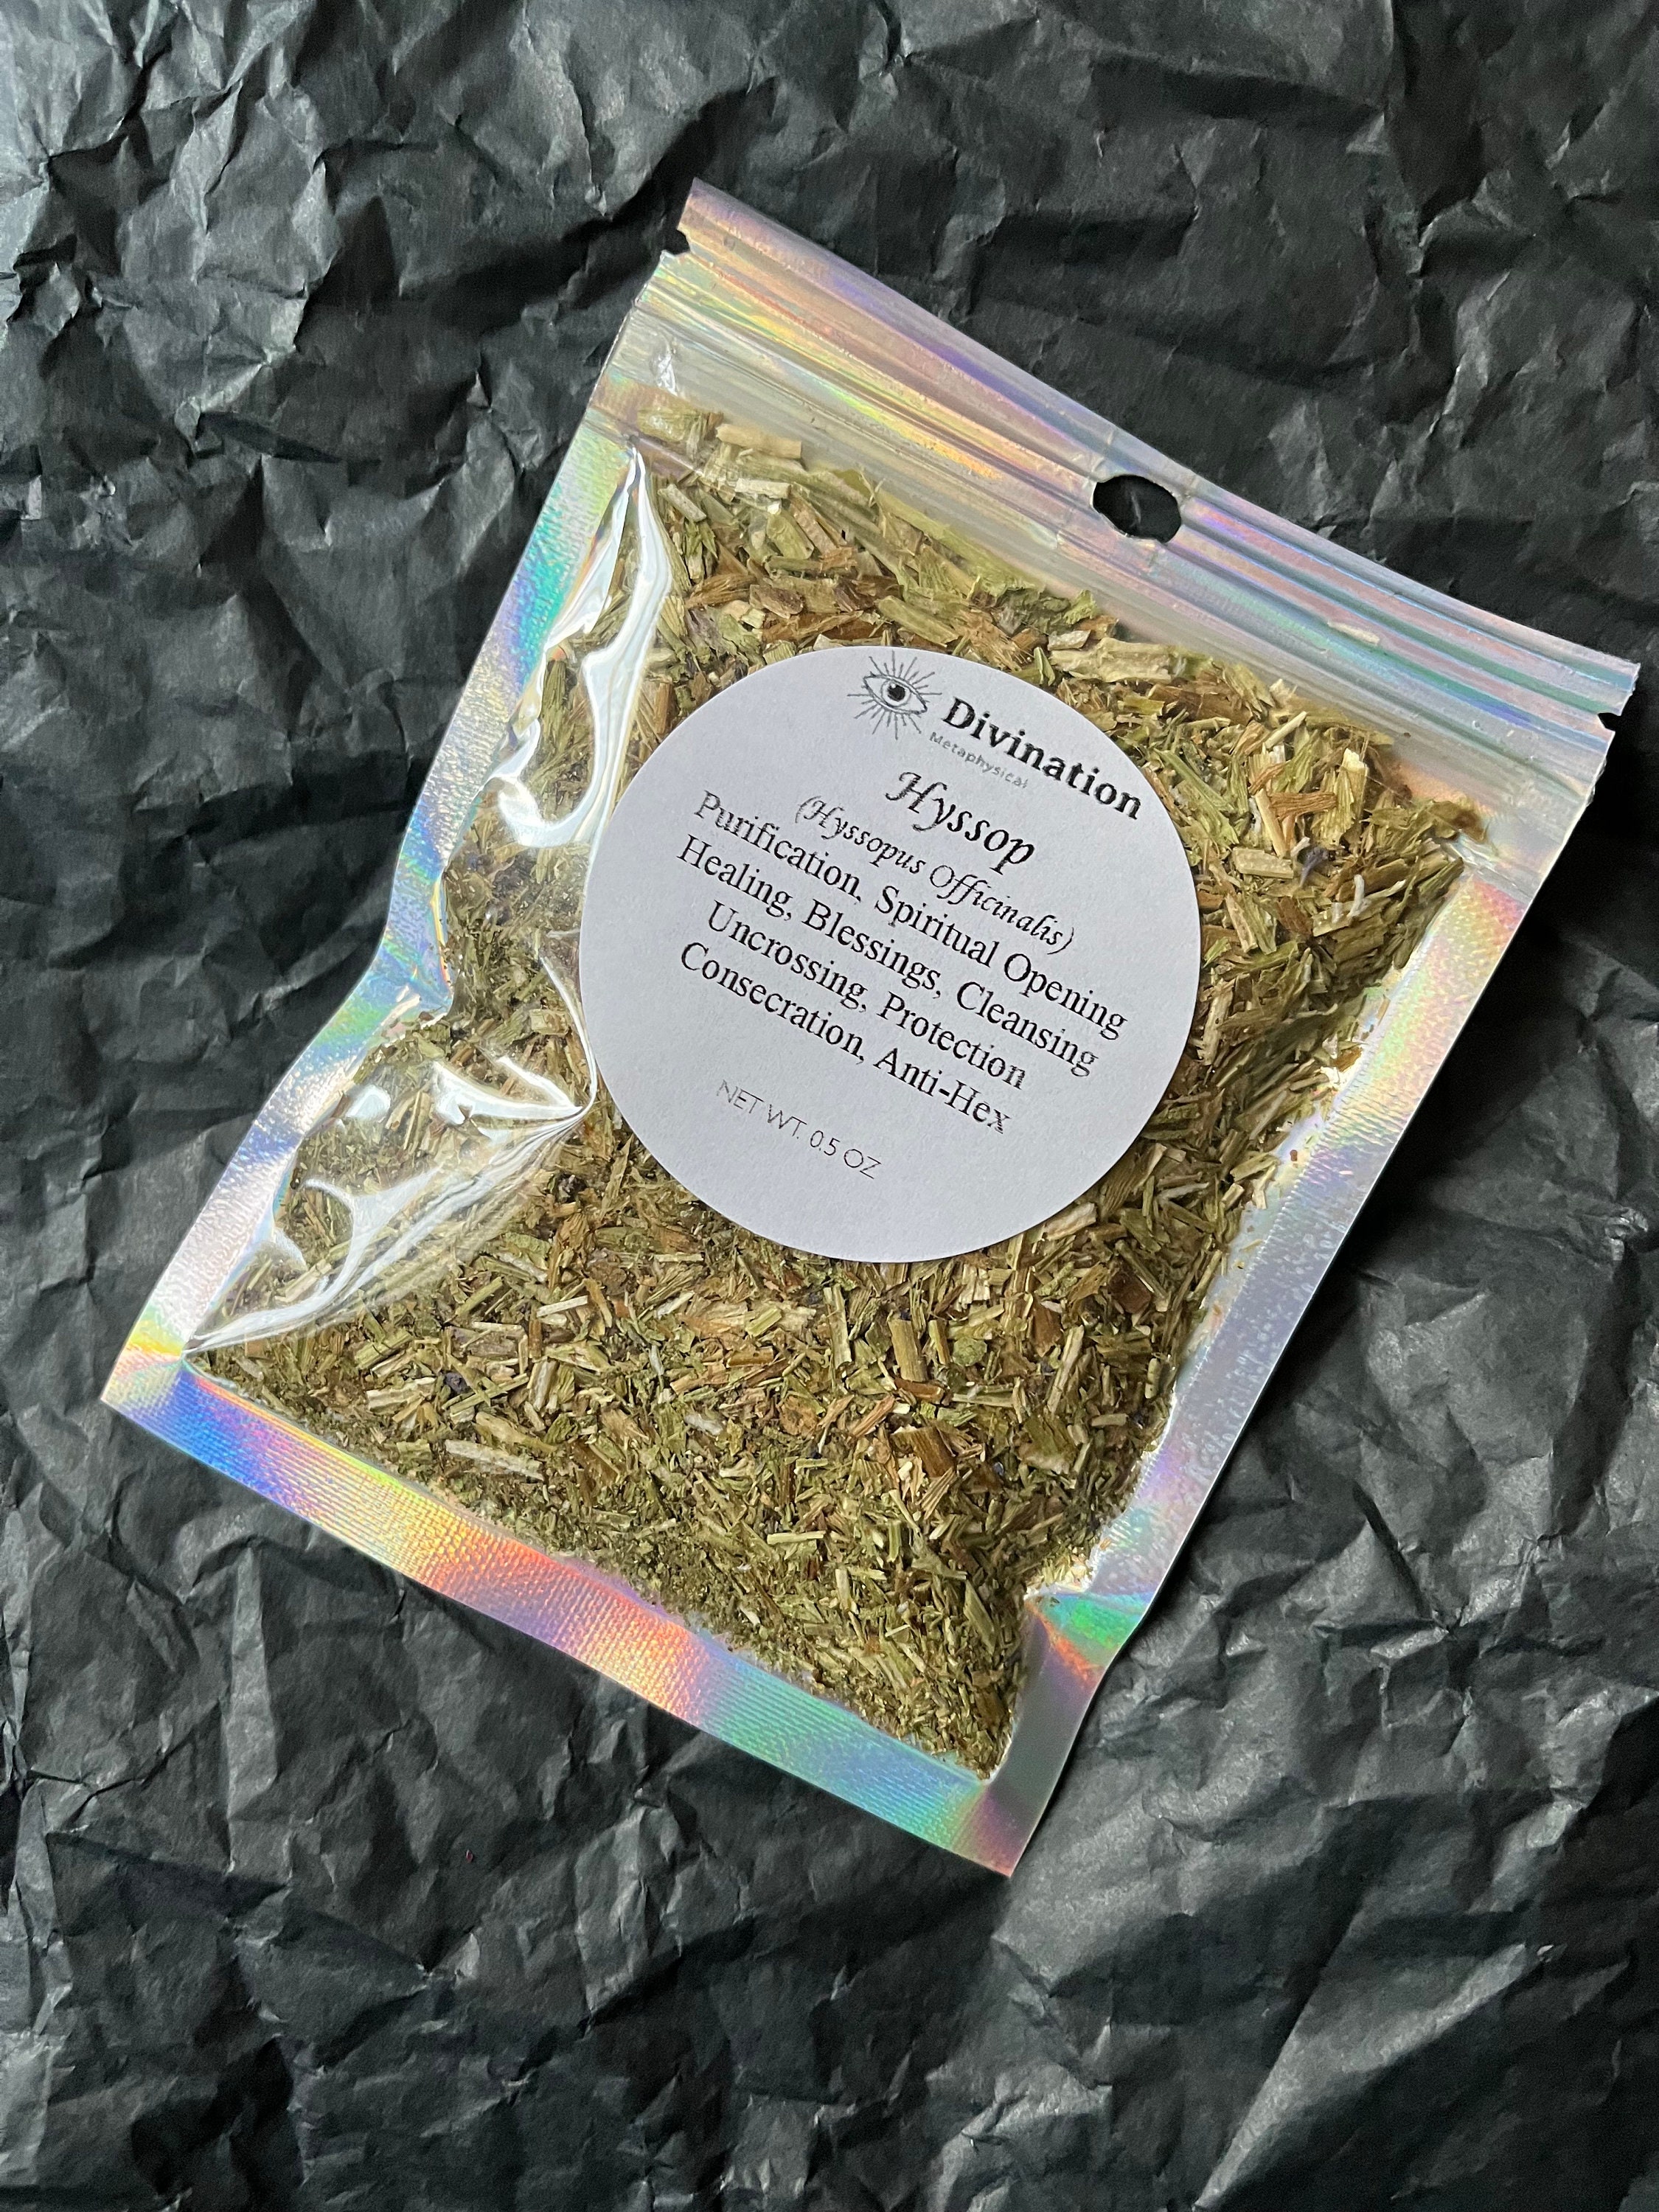 Divination
Metaphysical
Hyssop
(Hyssopus Officinalis)
Purification, Spiritual Opening
Healing, Blessings, Cleansing
Uncrossing, Protection
Consecration, Anti-Hex
NET WT. 0.5 OZ